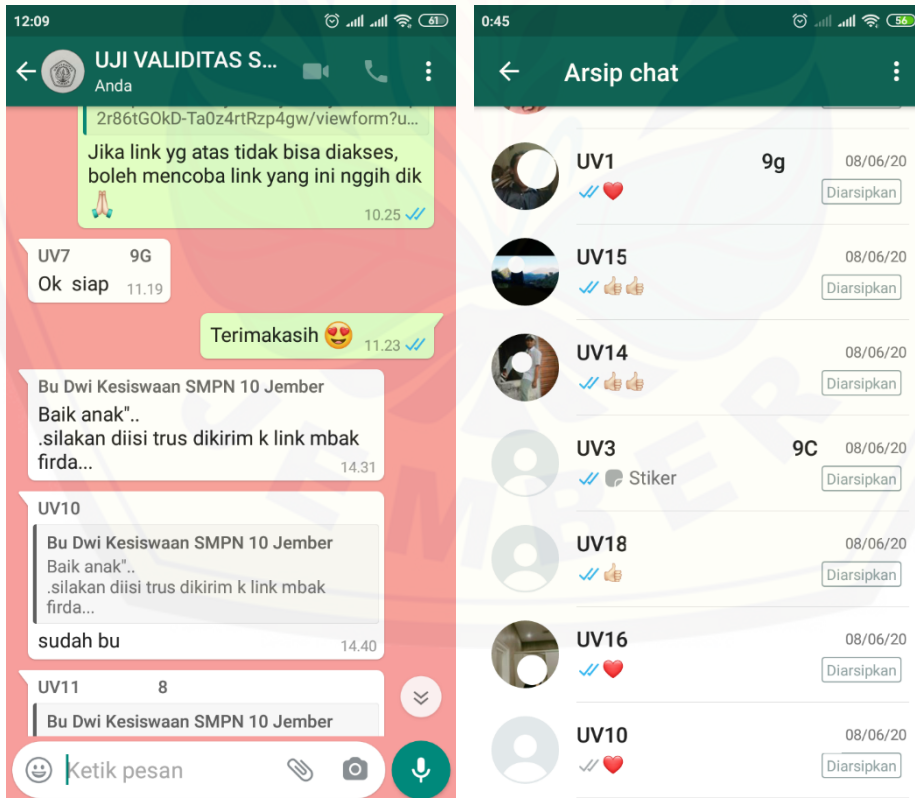 12:09
61
UJI VALIDITAS S...
Anda
2r86tGOkD-Ta0z4rtRzp4gw/viewform?u...
Jika link yg atas tidak bisa diakses,
boleh mencoba link yang ini nggih dik
🙏🏻
10.25
UV7 9G
Ok siap 11.19
Terimakasih 😍 11.23
Bu Dwi Kesiswaan SMPN 10 Jember
Baik anak"..
.silakan diisi trus dikirim k link mbak
firda...
14.31
UV10
Bu Dwi Kesiswaan SMPN 10 Jember
Baik anak"..
.silakan diisi trus dikirim k link mbak
firda...
sudah bu
14.40
UV11 8
Bu Dwi Kesiswaan SMPN 10 Jember
Ketik pesan
0:45
56
Arsip chat
UV1 9g 08/06/20
❤️ Diarsipkan
UV15 08/06/20
👍🏻👍🏻 Diarsipkan
UV14 08/06/20
👍🏻👍🏻 Diarsipkan
UV3 9C 08/06/20
Stiker Diarsipkan
UV18 08/06/20
👍🏻 Diarsipkan
UV16 08/06/20
❤️ Diarsipkan
UV10 08/06/20
❤️ Diarsipkan
JEMBER